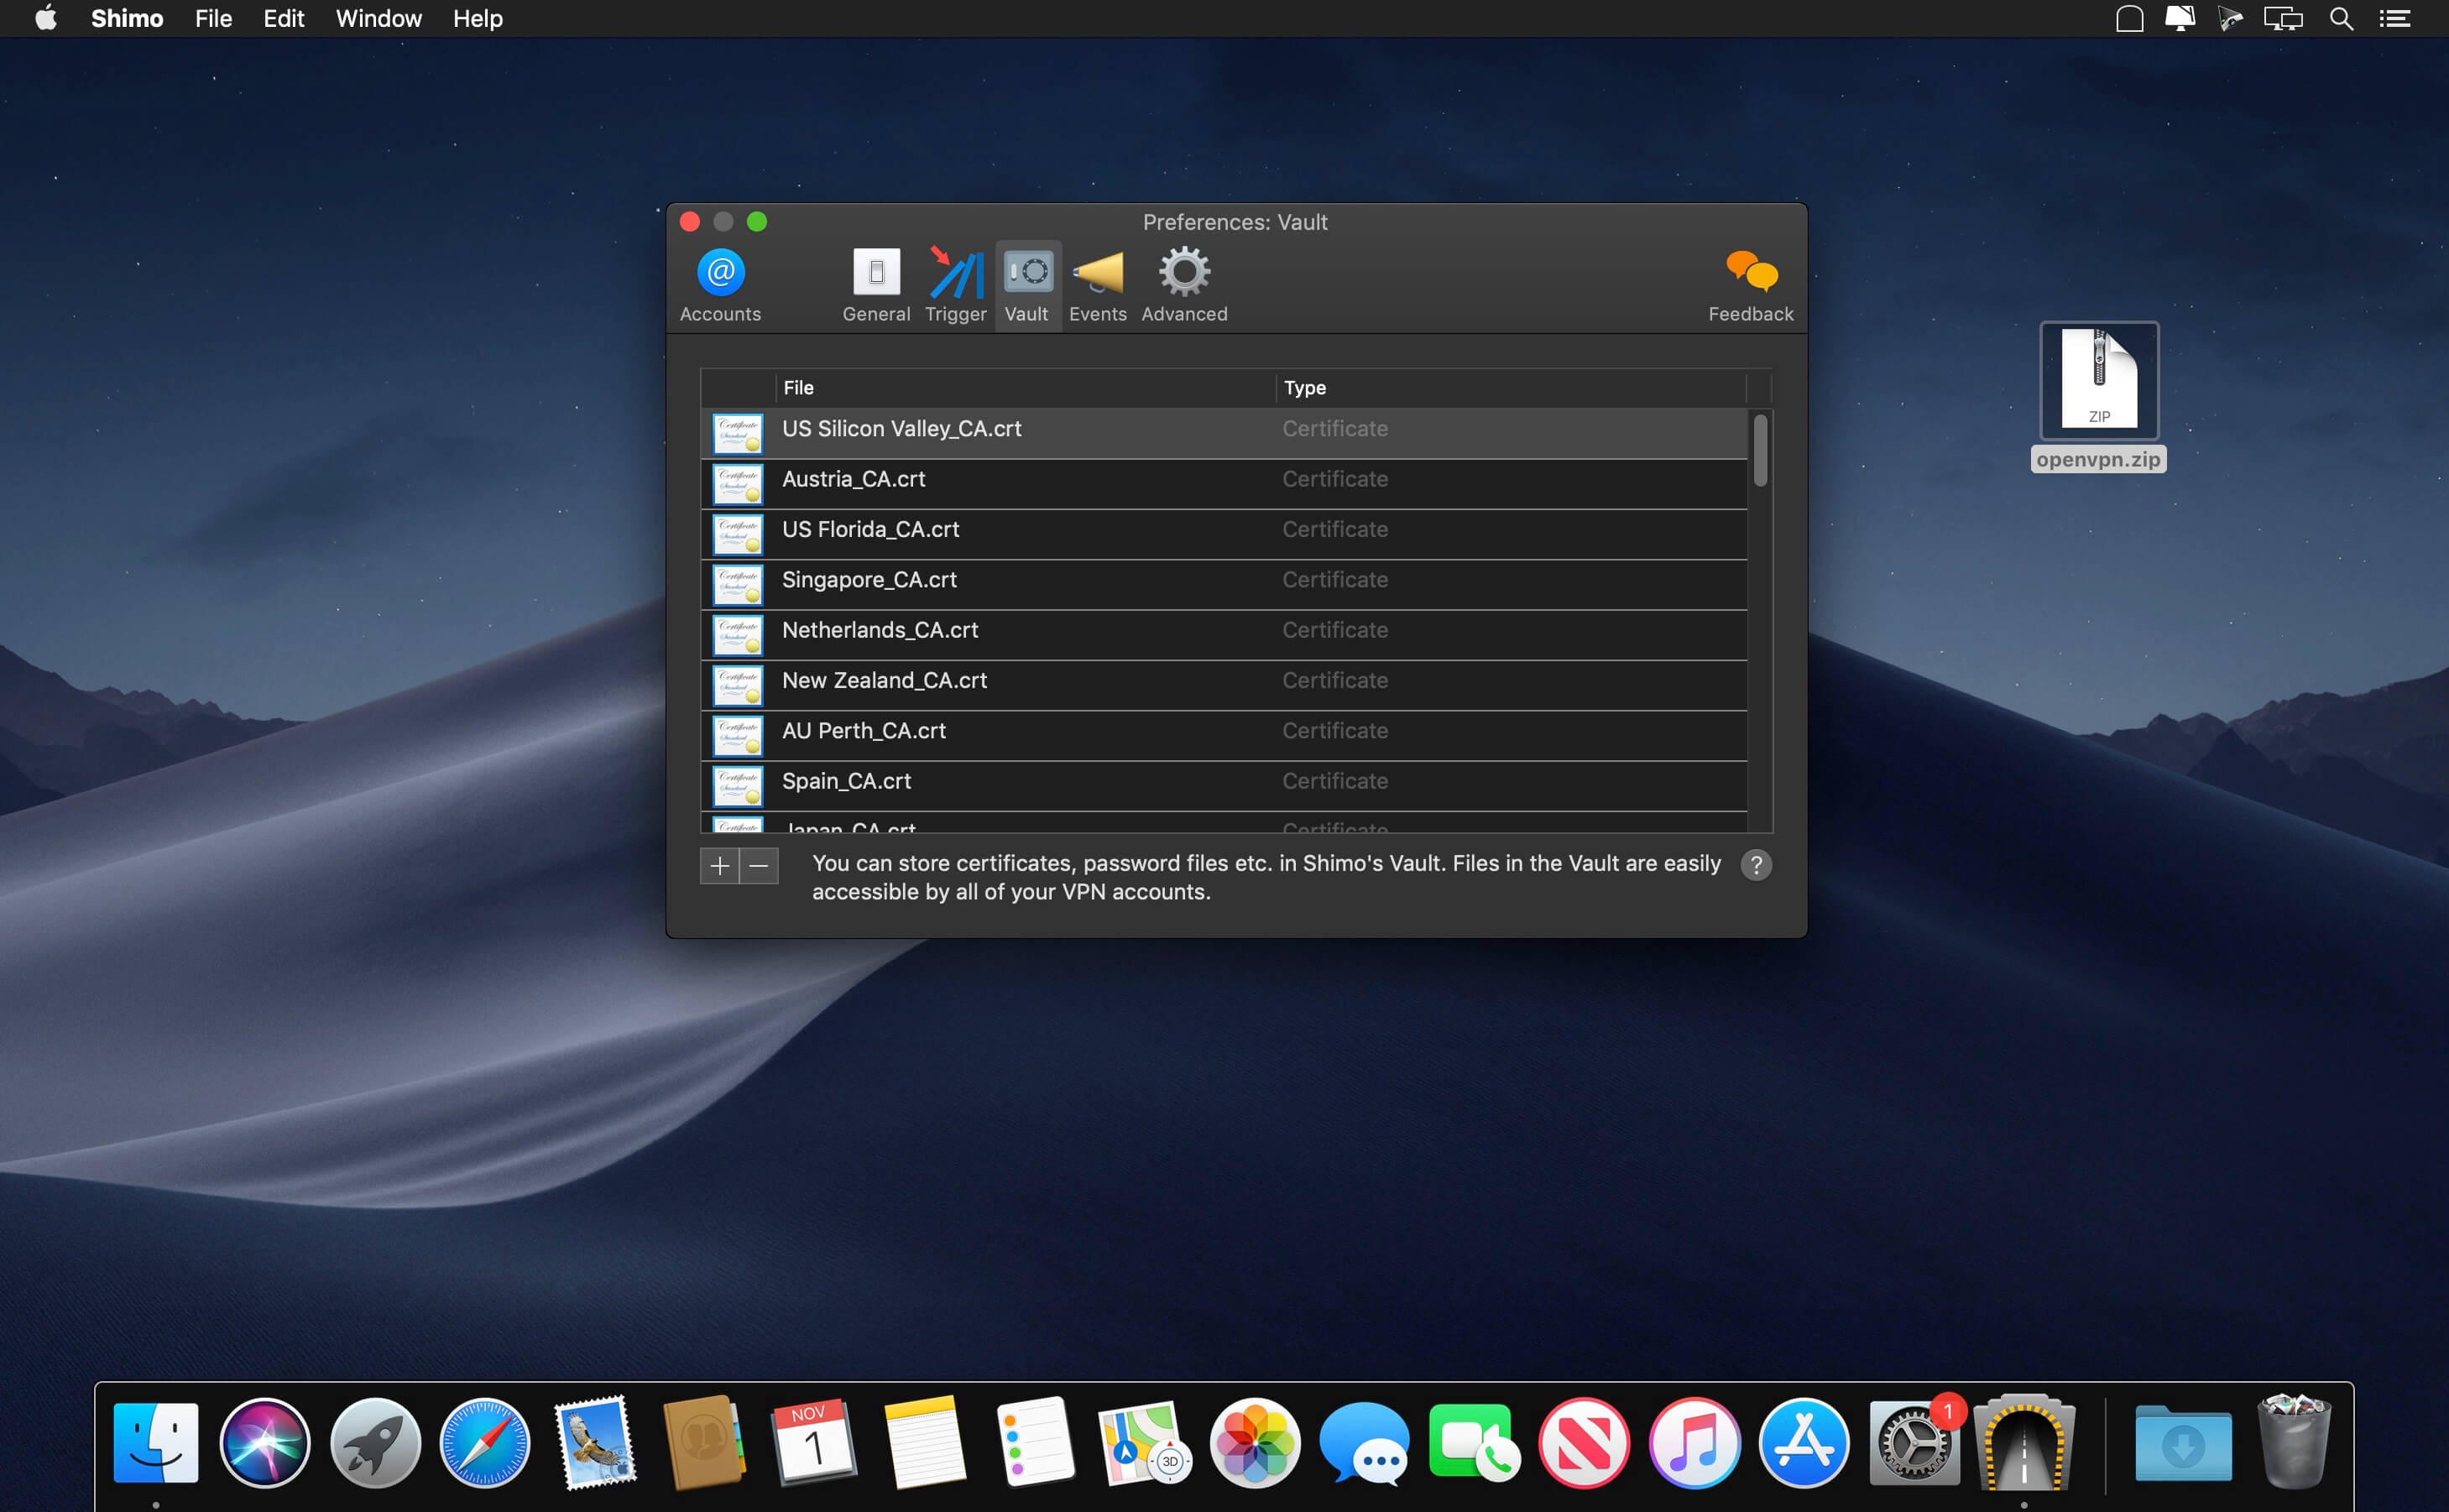 Shimo File Edit Window Help
Preferences: Vault
Accounts General Trigger Vault Events Advanced Feedback
File Type
US Silicon Valley_CA.crt Certificate
Austria_CA.crt Certificate
US Florida_CA.crt Certificate
Singapore_CA.crt Certificate
Netherlands_CA.crt Certificate
New Zealand_CA.crt Certificate
AU Perth_CA.crt Certificate
Spain_CA.crt Certificate
Japan_CA.crt Certificate
You can store certificates, password files etc. in Shimo's Vault. Files in the Vault are easily
accessible by all of your VPN accounts.
?
ZIP
openvpn.zip
NOV
1
3D
1